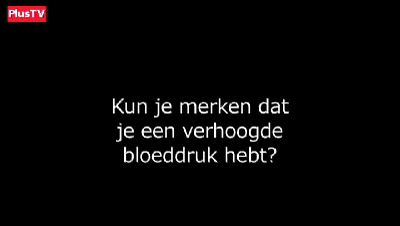 PlusTV
Kun je merken dat
je een verhoogde
bloeddruk hebt?